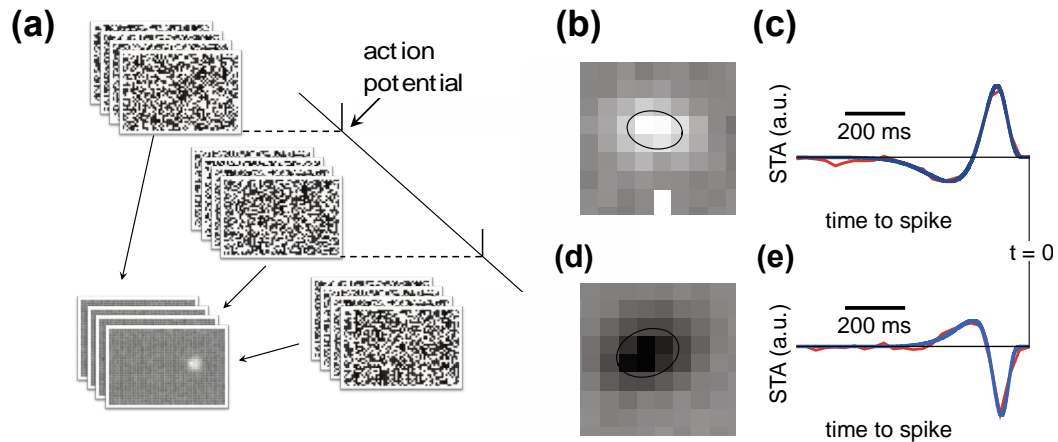 (a)
action
potential
(b)
(c)
STA (a.u.)
200 ms
time to spike
t = 0
(d)
(e)
STA (a.u.)
200 ms
time to spike